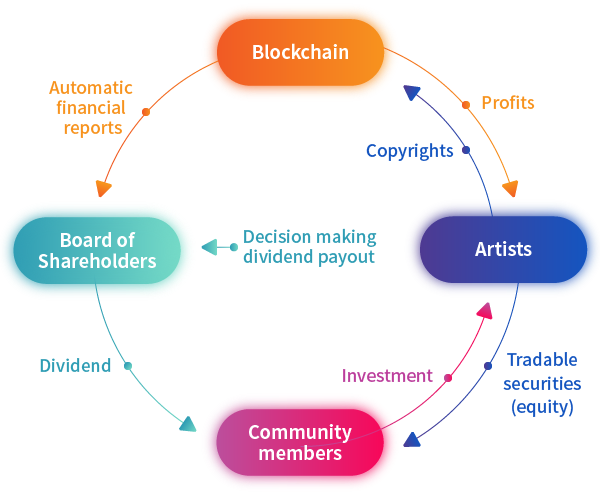 Blockchain
Automatic
financial
reports
Profits
Copyrights
Board of
Shareholders
Decision making
dividend payout
Artists
Dividend
Investment
Tradable
securities
(equity)
Community
members